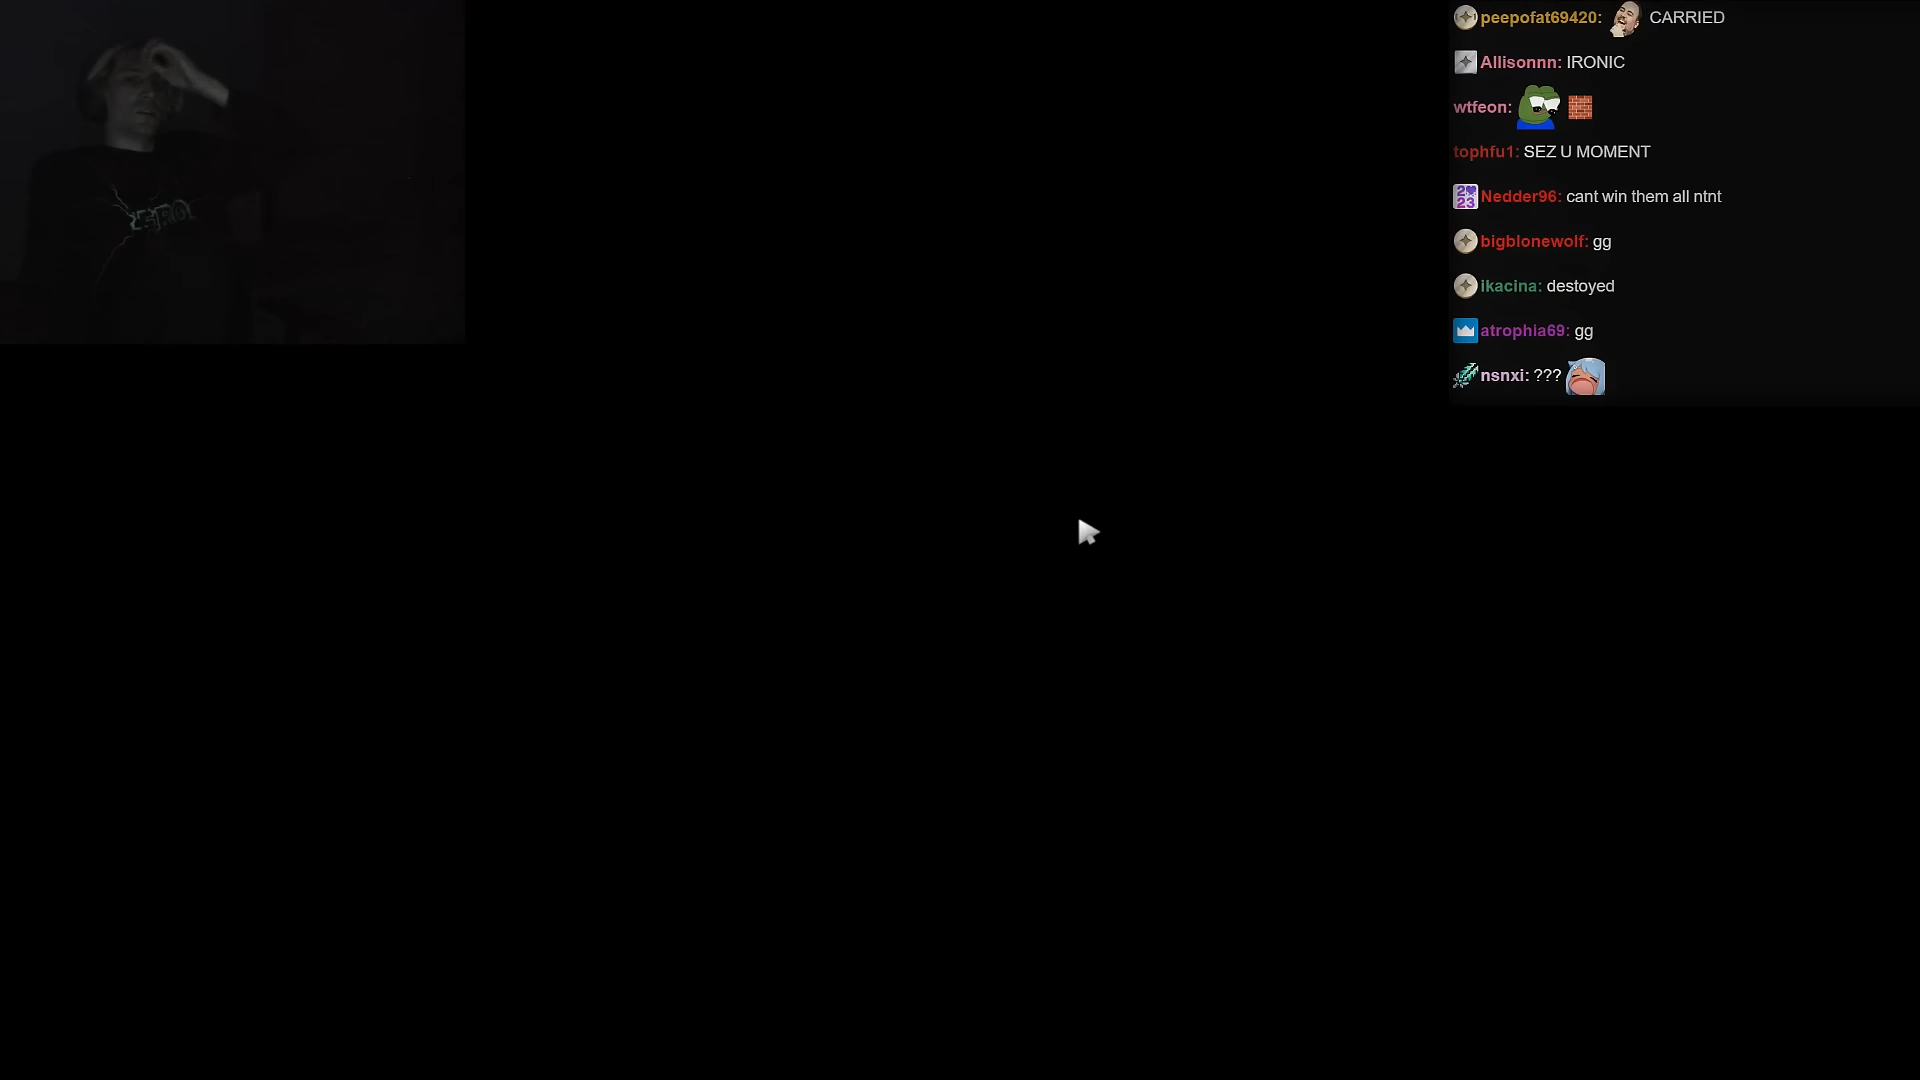 peepofat69420: CARRIED
Allisonnn: IRONIC
wtfeon:
tophfu1: SEZ U MOMENT
Nedder96: cant win them all ntnt
bigblonewolf: gg
ikacina: destoyed
atrophia69: gg
nsnxi: ???